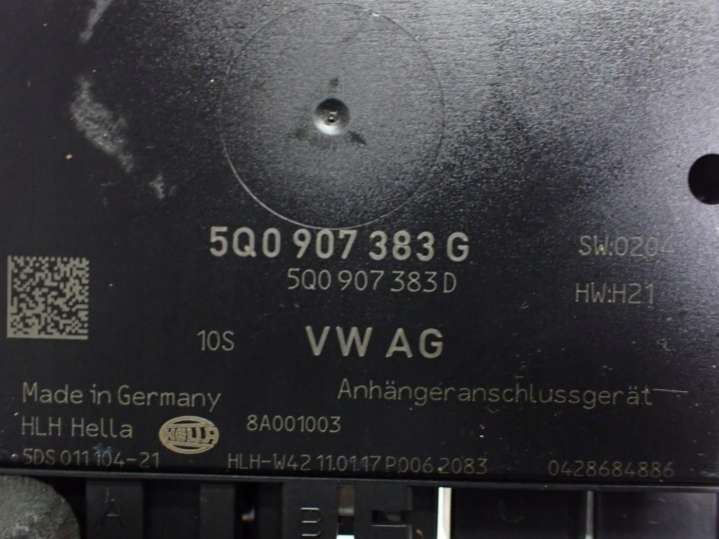 5Q0 907 383 G
SW:0204
5Q0 907 383 D
HW:H21
10S VW AG
Made in Germany Anhängeranschlussgerät
HLH Hella HELLA 8A001003
5DS 011 104-21 HLH-W42 11.01.17 P006 2083 0428684886
A B